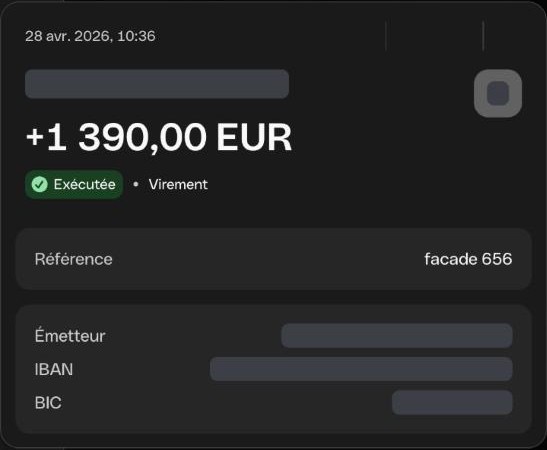 28 avr. 2026, 10:36
+1 390,00 EUR
Exécutée • Virement
Référence facade 656
Émetteur
IBAN
BIC